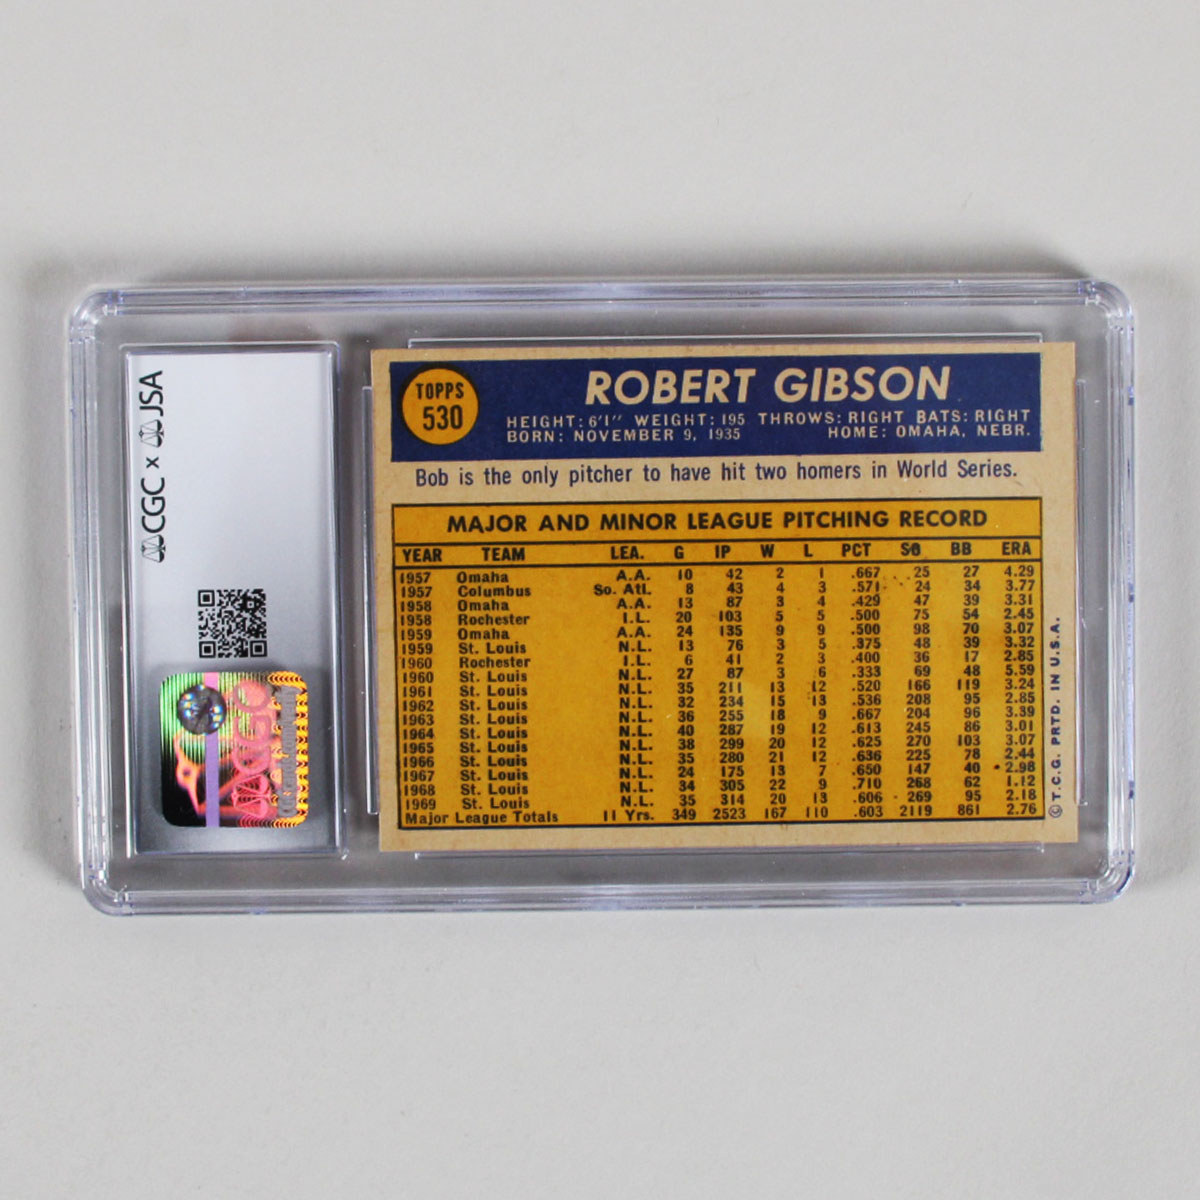 CGC x JSA
TOPPS
530
ROBERT GIBSON
HEIGHT: 6'1" WEIGHT: 195 THROWS: RIGHT BATS: RIGHT
BORN: NOVEMBER 9, 1935 HOME: OMAHA, NEBR.
Bob is the only pitcher to have hit two homers in World Series.
MAJOR AND MINOR LEAGUE PITCHING RECORD
YEAR TEAM LEA. G IP W L PCT SO BB ERA
1957 Omaha A.A. 10 42 2 1 .667 25 27 4.29
1957 Columbus So. Atl. 8 43 4 3 .571 24 34 3.77
1958 Omaha A.A. 13 87 3 4 .429 47 39 3.31
1958 Rochester I.L. 20 103 5 5 .500 75 54 2.45
1959 Omaha A.A. 24 135 9 9 .500 98 70 3.07
1959 St. Louis N.L. 13 76 3 5 .375 48 39 3.32
1960 Rochester I.L. 6 41 2 3 .400 36 17 2.85
1960 St. Louis N.L. 27 87 3 6 .333 69 48 5.59
1961 St. Louis N.L. 35 211 13 12 .520 166 119 3.24
1962 St. Louis N.L. 32 234 15 13 .536 208 95 2.85
1963 St. Louis N.L. 36 255 18 9 .667 204 96 3.39
1964 St. Louis N.L. 40 287 19 12 .613 245 86 3.01
1965 St. Louis N.L. 38 299 20 12 .625 270 103 3.07
1966 St. Louis N.L. 35 280 21 12 .636 225 78 2.44
1967 St. Louis N.L. 24 175 13 7 .650 147 40 2.98
1968 St. Louis N.L. 34 305 22 9 .710 268 62 1.12
1969 St. Louis N.L. 35 314 20 13 .606 269 95 2.18
Major League Totals 11 Yrs. 349 2523 167 110 .603 2119 861 2.76
© T.C.G. PRTD. IN U.S.A.